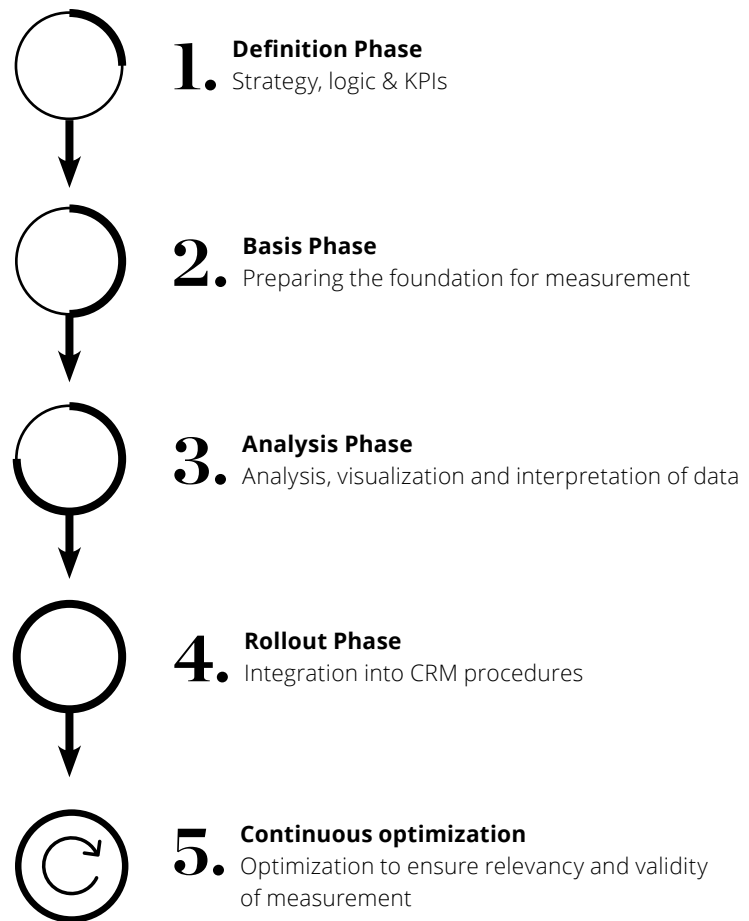 1. Definition Phase
Strategy, logic & KPIs
2. Basis Phase
Preparing the foundation for measurement
3. Analysis Phase
Analysis, visualization and interpretation of data
4. Rollout Phase
Integration into CRM procedures
5. Continuous optimization
Optimization to ensure relevancy and validity
of measurement